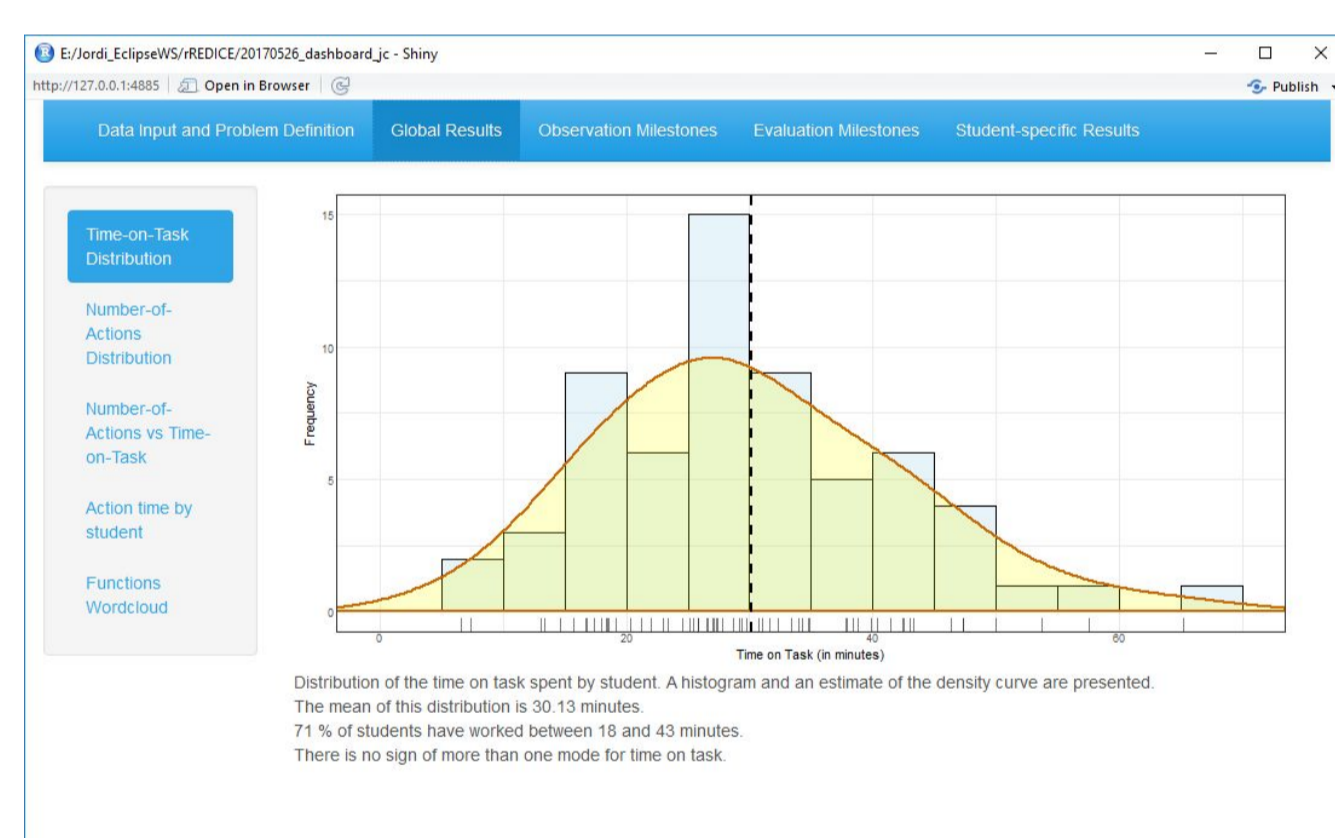 E:/Jordi_EclipseWS/rREDICE/20170526_dashboard_jc - Shiny
http://127.0.0.1:4885 Open in Browser Publish
Data Input and Problem Definition Global Results Observation Milestones Evaluation Milestones Student-specific Results
Time-on-Task
Distribution
Number-of-
Actions
Distribution
Number-of-
Actions vs Time-
on-Task
Action time by
student
Functions
Wordcloud
15
10
5
0
Frequency
0 20 40 60
Time on Task (in minutes)
Distribution of the time on task spent by student. A histogram and an estimate of the density curve are presented.
The mean of this distribution is 30.13 minutes.
71 % of students have worked between 18 and 43 minutes.
There is no sign of more than one mode for time on task.